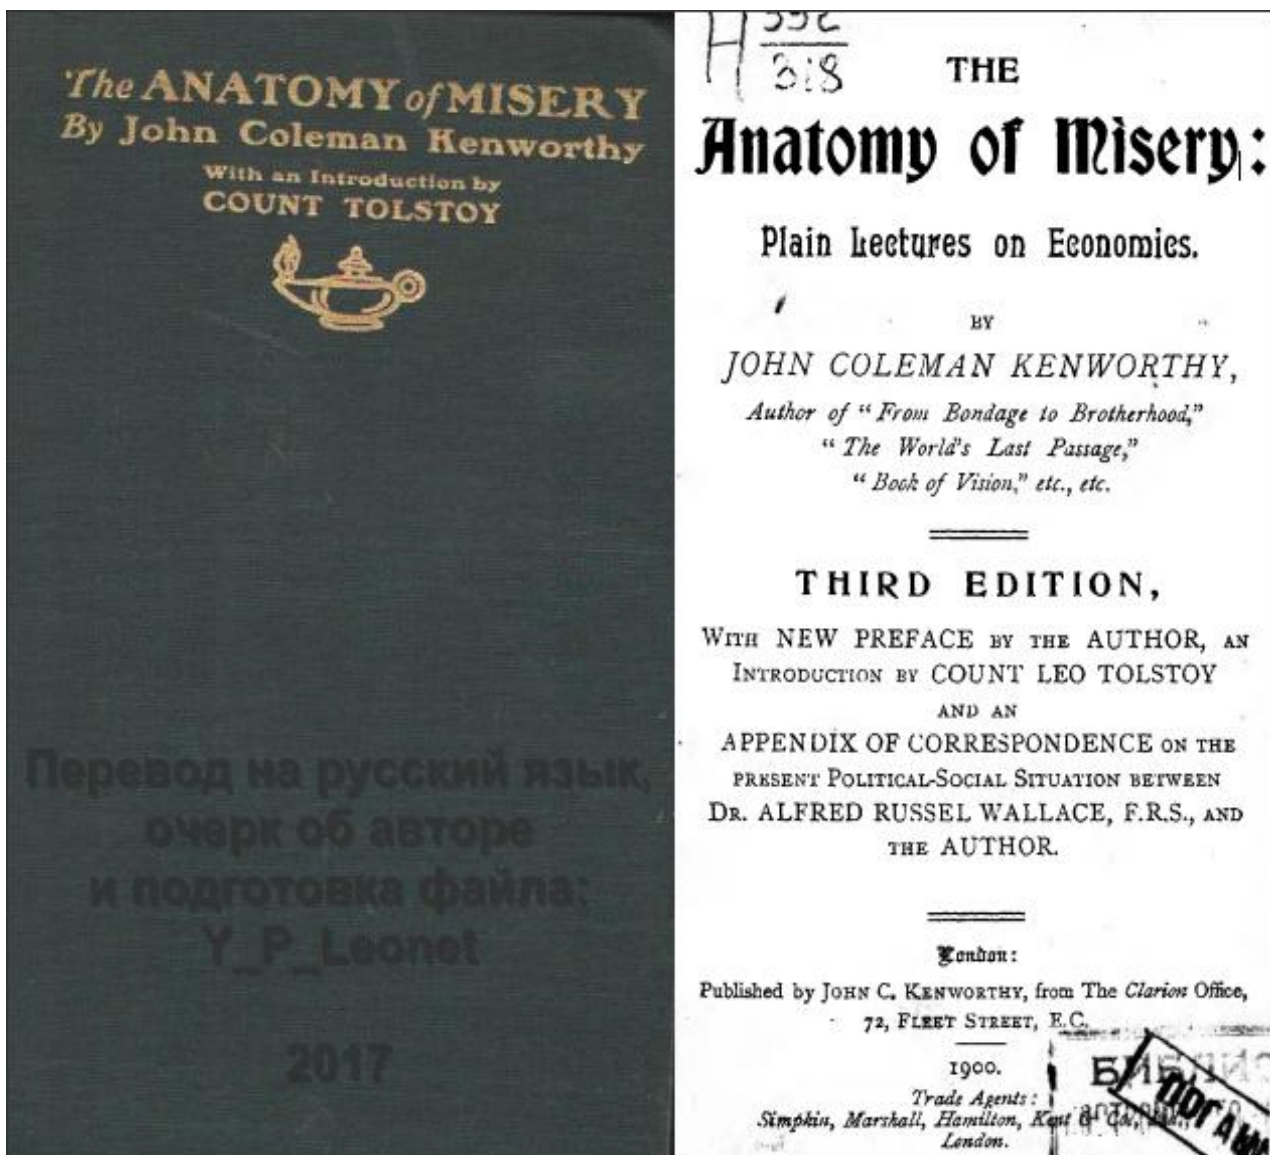 The ANATOMY of MISERY
By John Coleman Kenworthy
With an Introduction by
COUNT TOLSTOY
Перевод на русский язык,
очерк об авторе
и подготовка файла:
Y_P_Leonet
2017
318
THE
Anatomy of Misery:
Plain Lectures on Economics.
BY
JOHN COLEMAN KENWORTHY,
Author of “From Bondage to Brotherhood,”
“The World's Last Passage,”
“Book of Vision,” etc., etc.
THIRD EDITION,
WITH NEW PREFACE BY THE AUTHOR, AN
INTRODUCTION BY COUNT LEO TOLSTOY
AND AN
APPENDIX OF CORRESPONDENCE ON THE
PRESENT POLITICAL-SOCIAL SITUATION BETWEEN
DR. ALFRED RUSSEL WALLACE, F.R.S., AND
THE AUTHOR.
London:
Published by JOHN C. KENWORTHY, from The Clarion Office,
72, FLEET STREET, E.C.
1900.
Trade Agents:
Simpkin, Marshall, Hamilton, Kent & Co.,
London.